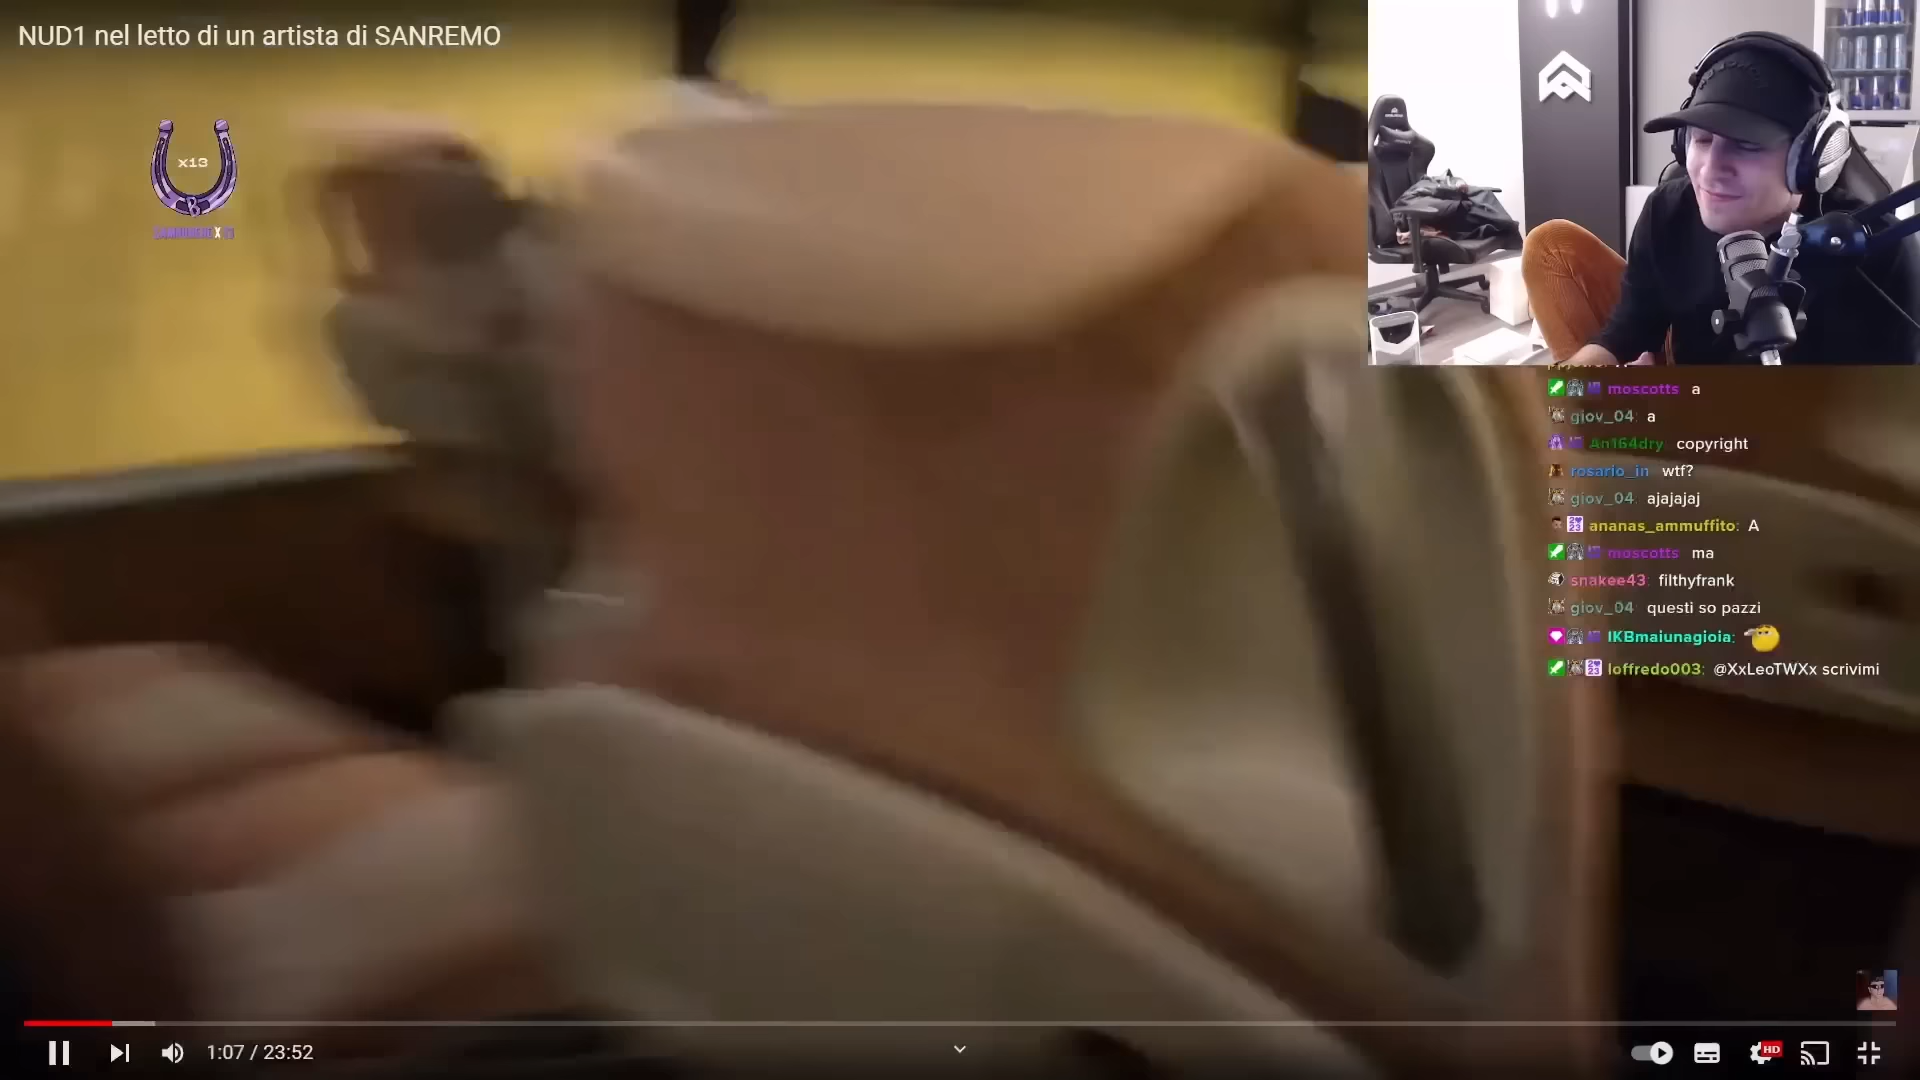 NUD1 nel letto di un artista di SANREMO
x13
moscotts a
giov_04: a
An164dry copyright
rosario_in wtf?
giov_04: ajajajaj
ananas_ammuffito: A
moscotts ma
snakee43: filthyfrank
giov_04: questi so pazzi
IKBmaiunagioia:
loffredo003: @XxLeoTWXx scrivimi
1:07 / 23:52
HD